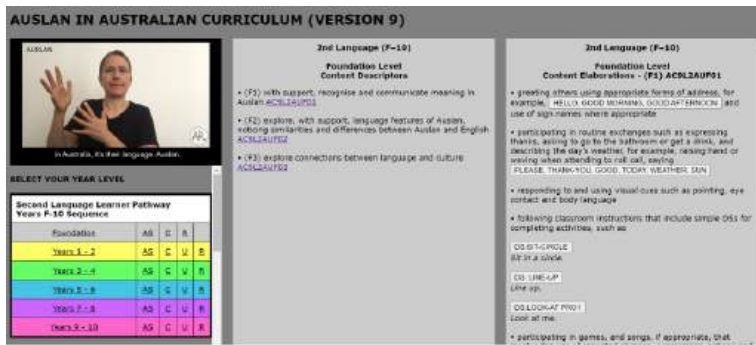 AUSLAN IN AUSTRALIAN CURRICULUM (VERSION 9)
AUSLAN
In Australia, it's their language. Auslan.
SELECT YOUR YEAR LEVEL
Second Language Learner Pathway
Years F-10 Sequence
Foundation AS C R
Years 1 - 2 AS C U R
Years 3 - 4 AS C U R
Years 5 - 6 AS C U R
Years 7 - 8 AS C U R
Years 9 - 10 AS C U R
2nd Language (F-10)
Foundation Level
Content Descriptors
• (F1) with support, recognise and communicate meaning in
Auslan AC9L2AUF01
• (F2) explore, with support, language features of Auslan,
noticing similarities and differences between Auslan and English
AC9L2AUF02
• (F3) explore connections between language and culture
AC9L2AUF03
2nd Language (F-10)
Foundation Level
Content Elaborations - (F1) AC9L2AUF01
• greeting others using appropriate forms of address, for
example, HELLO, GOOD MORNING, GOOD AFTERNOON and
use of sign names where appropriate
• participating in routine exchanges such as expressing
thanks, asking to go to the bathroom or get a drink, and
describing the day's weather, for example, raising hand or
waving when attending to roll call, saying
PLEASE, THANK-YOU, GOOD, TODAY, WEATHER, SUN
• responding to and using visual cues such as pointing, eye
contact and body language
• following classroom instructions that include simple DSs for
completing activities, such as
DS:SIT-CIRCLE
Sit in a circle.
DS: LINE-UP
Line up.
DS:LOOK-AT PRO1
Look at me.
• participating in games, and songs, if appropriate, that